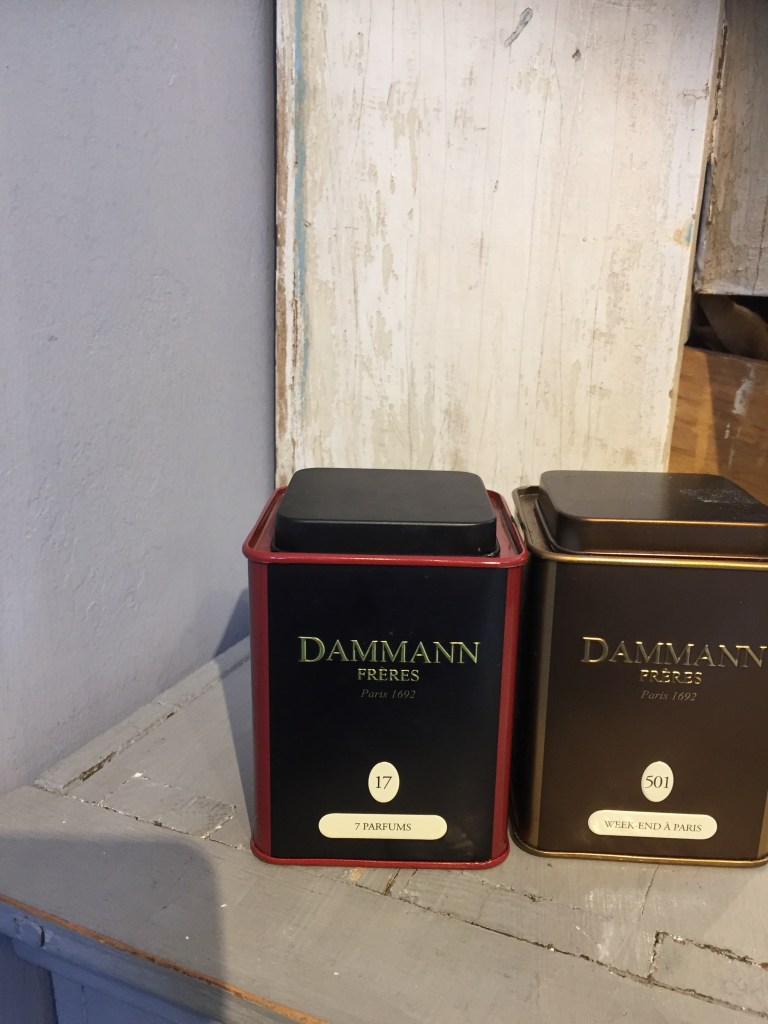 DAMMANN
FRÈRES
Paris 1692
17
7 PARFUMS
DAMMANN
FRÈRES
Paris 1692
501
WEEK-END À PARIS